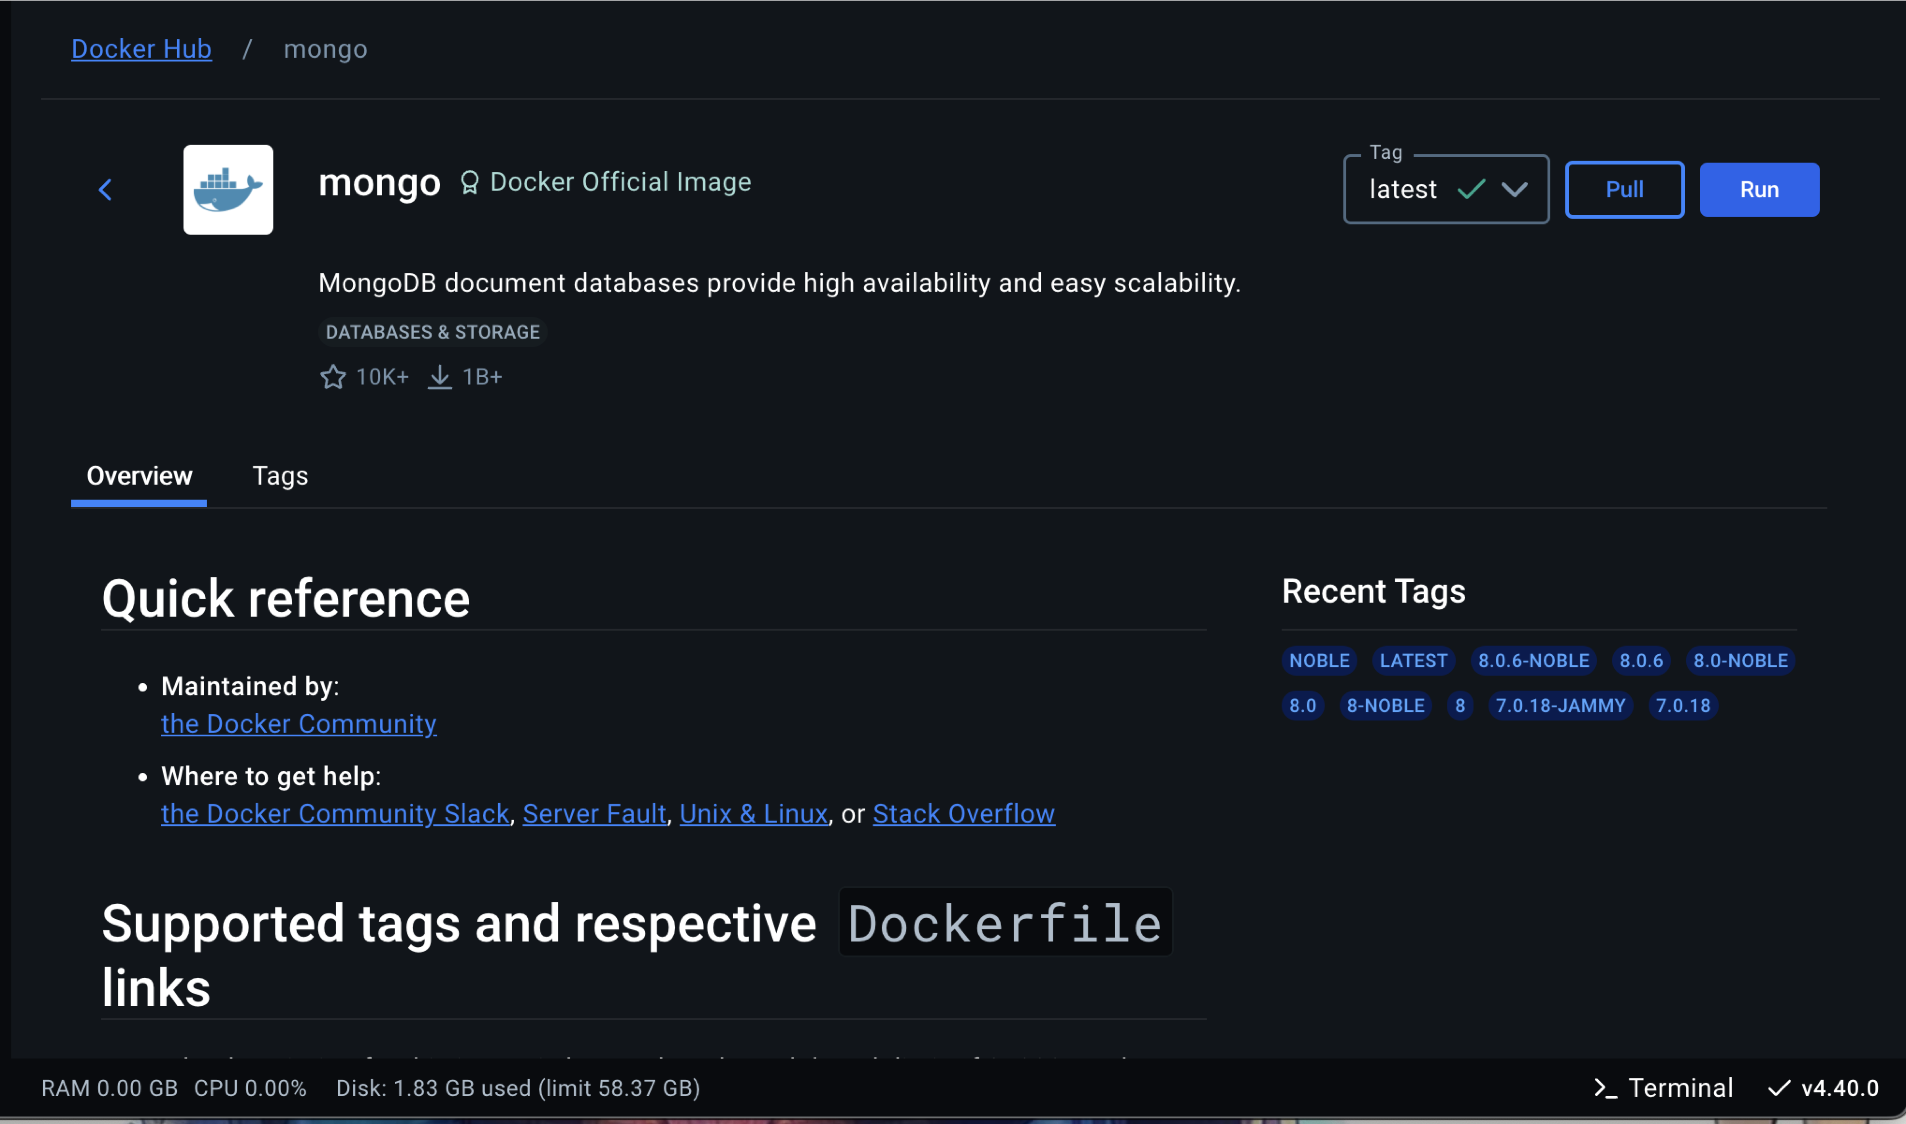 Docker Hub / mongo
mongo Docker Official Image
Tag
latest
Pull
Run
MongoDB document databases provide high availability and easy scalability.
DATABASES & STORAGE
10K+ 1B+
Overview Tags
Quick reference
• Maintained by:
the Docker Community
• Where to get help:
the Docker Community Slack, Server Fault, Unix & Linux, or Stack Overflow
Supported tags and respective Dockerfile
links
Recent Tags
NOBLE LATEST 8.0.6-NOBLE 8.0.6 8.0-NOBLE
8.0 8-NOBLE 8 7.0.18-JAMMY 7.0.18
RAM 0.00 GB CPU 0.00% Disk: 1.83 GB used (limit 58.37 GB)
>_ Terminal
v4.40.0